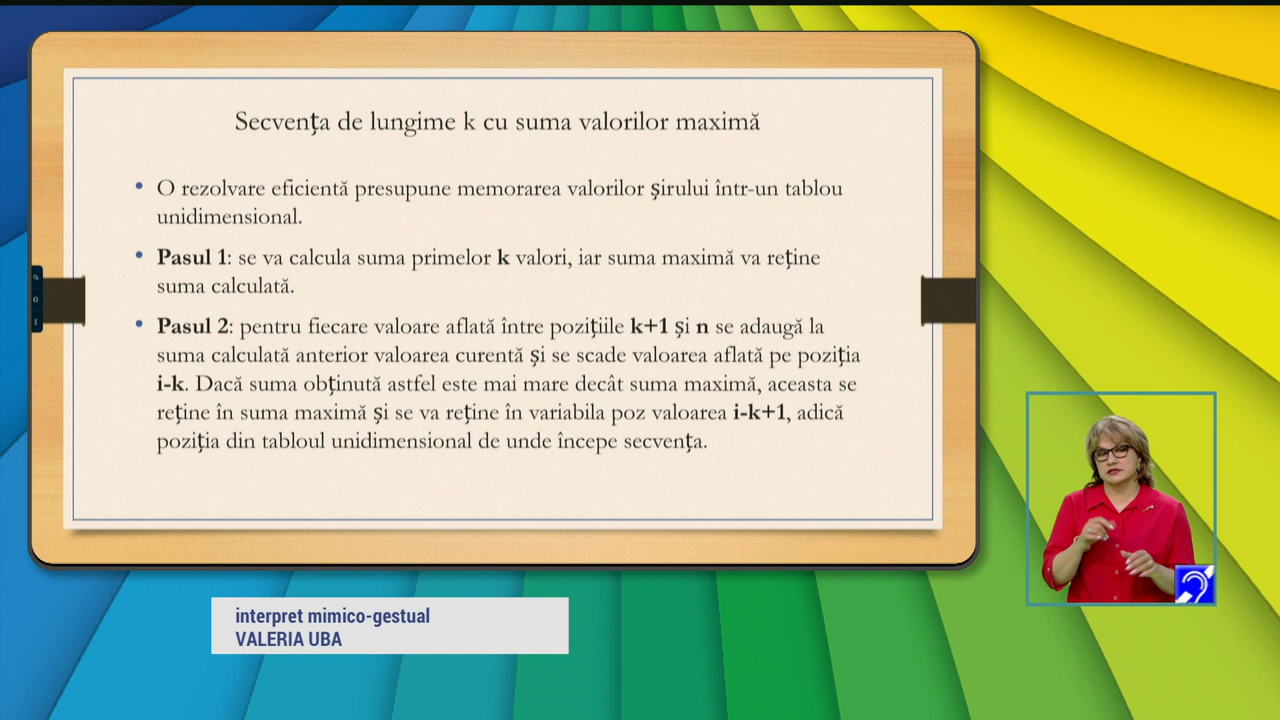 Secvența de lungime k cu suma valorilor maximă
• O rezolvare eficientă presupune memorarea valorilor șirului într-un tablou
unidimensional.
• Pasul 1: se va calcula suma primelor k valori, iar suma maximă va reține
suma calculată.
• Pasul 2: pentru fiecare valoare aflată între pozițiile k+1 și n se adaugă la
suma calculată anterior valoarea curentă și se scade valoarea aflată pe poziția
i-k. Dacă suma obținută astfel este mai mare decât suma maximă, aceasta se
reține în suma maximă și se va reține în variabila poz valoarea i-k+1, adică
poziția din tabloul unidimensional de unde începe secvența.
interpret mimico-gestual
VALERIA UBA